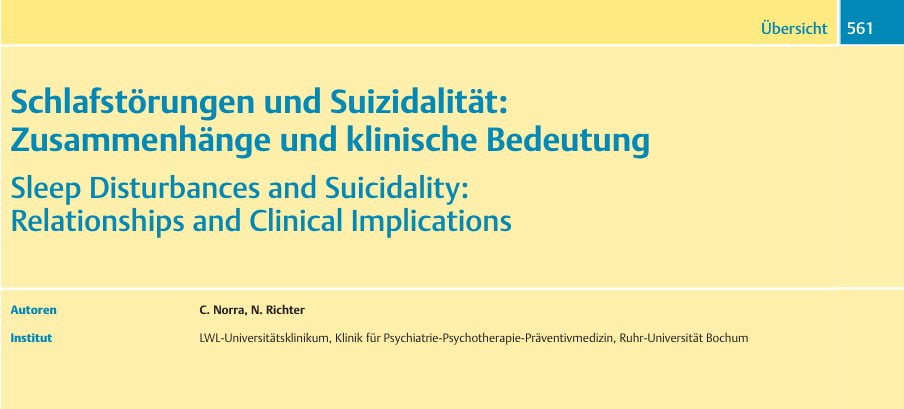 Übersicht 561
Schlafstörungen und Suizidalität:
Zusammenhänge und klinische Bedeutung
Sleep Disturbances and Suicidality:
Relationships and Clinical Implications
Autoren C. Norra, N. Richter
Institut LWL-Universitätsklinikum, Klinik für Psychiatrie-Psychotherapie-Präventivmedizin, Ruhr-Universität Bochum